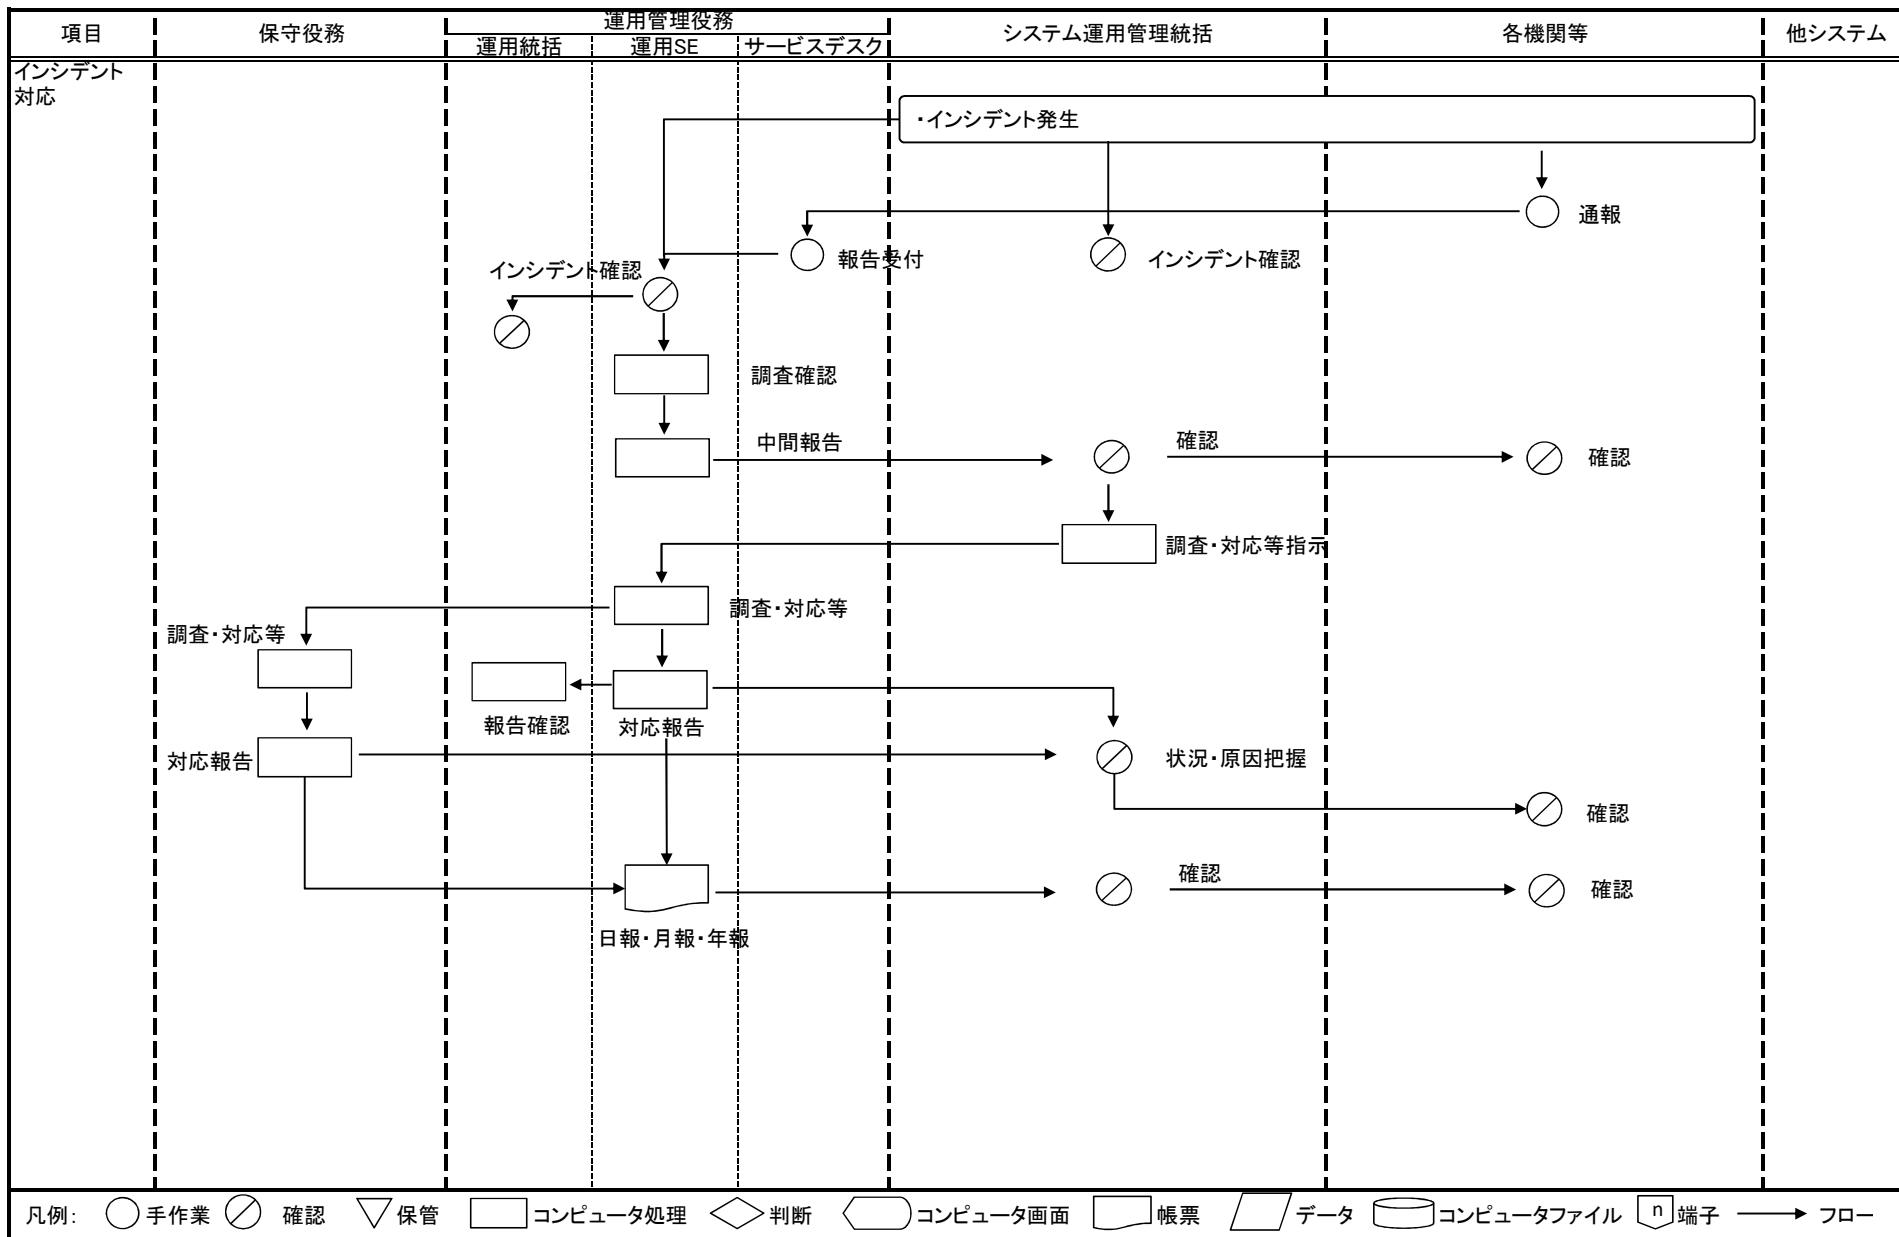 項目
保守役務
運用管理役務
運用統括
運用SE
サービスデスク
システム運用管理統括
各機関等
他システム
インシデント
対応
・インシデント発生
通報
報告受付
インシデント確認
インシデント確認
調査確認
中間報告
確認
確認
調査・対応等指示
調査・対応等
調査・対応等
報告確認
対応報告
対応報告
状況・原因把握
確認
確認
確認
日報・月報・年報
凡例：
手作業
確認
保管
コンピュータ処理
判断
コンピュータ画面
帳票
データ
コンピュータファイル
n
端子
フロー